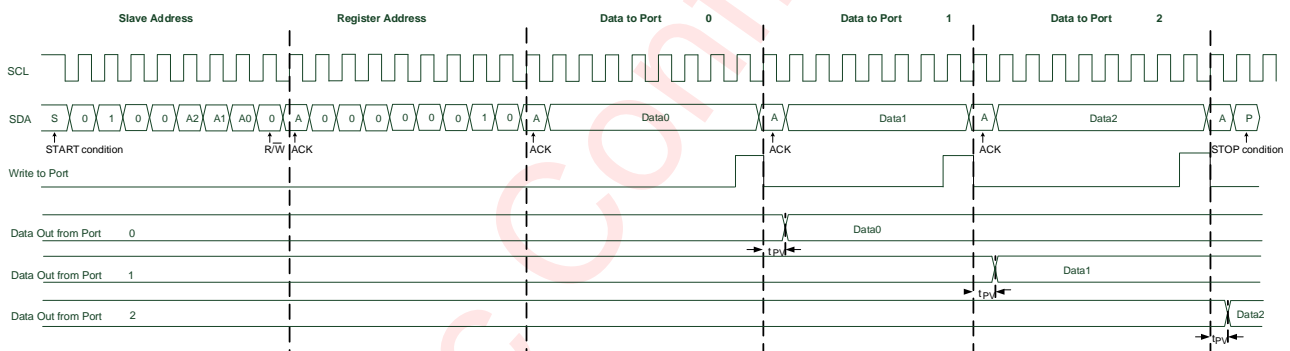 Slave Address Register Address Data to Port 0 Data to Port 1 Data to Port 2
SCL
SDA S 0 1 0 0 A2 A1 A0 0 A 0 0 0 0 0 0 1 0 A Data0 A Data1 A Data2 A P
START condition R/W ACK ACK ACK ACK STOP condition
Write to Port
Data Out from Port 0 Data0
tPV
Data Out from Port 1 Data1
tPV
Data Out from Port 2 Data2
tPV